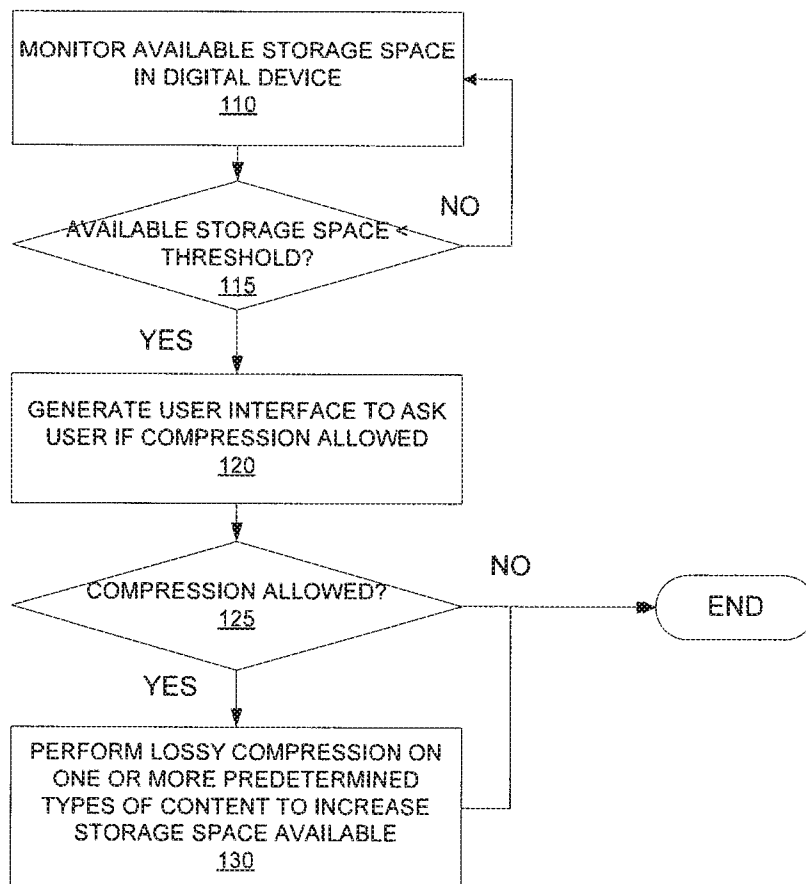 MONITOR AVAILABLE STORAGE SPACE
IN DIGITAL DEVICE
110
NO
AVAILABLE STORAGE SPACE <
THRESHOLD?
115
YES
GENERATE USER INTERFACE TO ASK
USER IF COMPRESSION ALLOWED
120
NO
COMPRESSION ALLOWED?
125
END
YES
PERFORM LOSSY COMPRESSION ON
ONE OR MORE PREDETERMINED
TYPES OF CONTENT TO INCREASE
STORAGE SPACE AVAILABLE
130